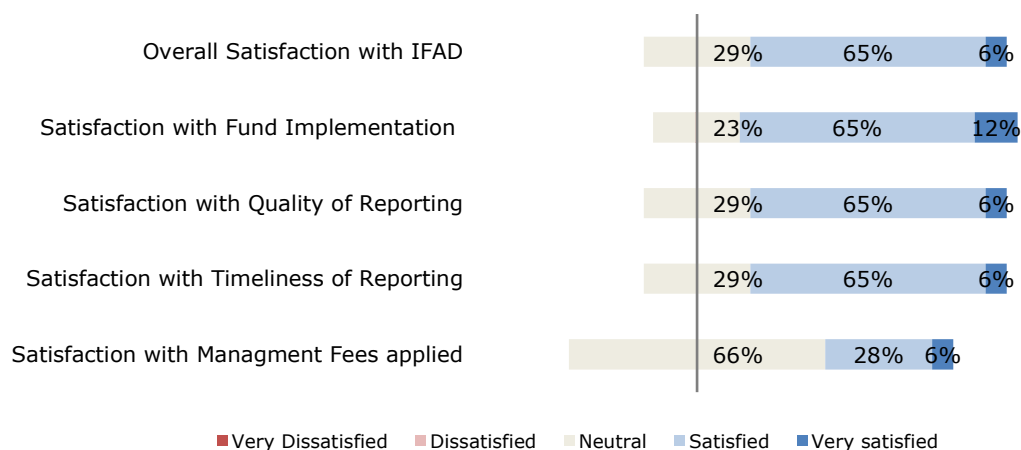 Overall Satisfaction with IFAD 29% 65% 6%
Satisfaction with Fund Implementation 23% 65% 12%
Satisfaction with Quality of Reporting 29% 65% 6%
Satisfaction with Timeliness of Reporting 29% 65% 6%
Satisfaction with Managment Fees applied 66% 28% 6%
Very Dissatisfied Dissatisfied Neutral Satisfied Very satisfied